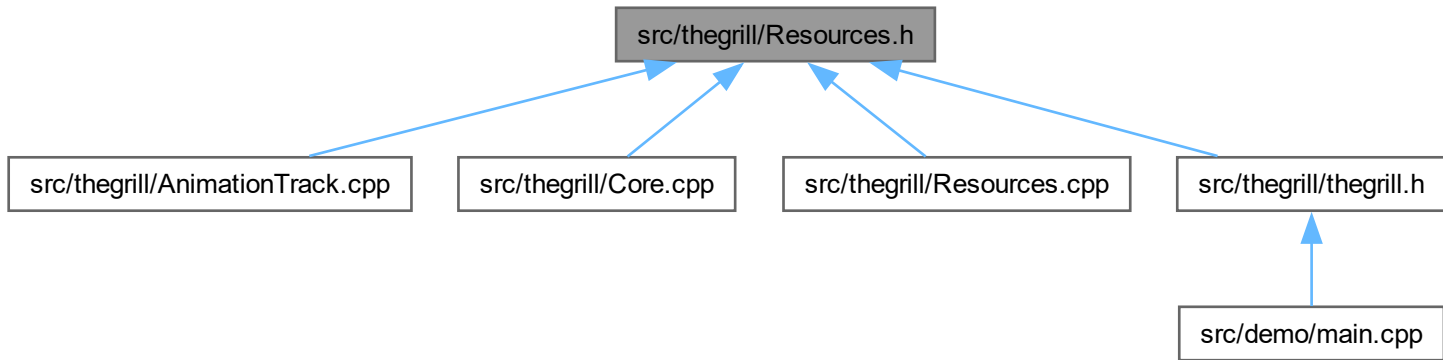 src/thegrill/Resources.h
src/thegrill/AnimationTrack.cpp
src/thegrill/Core.cpp
src/thegrill/Resources.cpp
src/thegrill/thegrill.h
src/demo/main.cpp